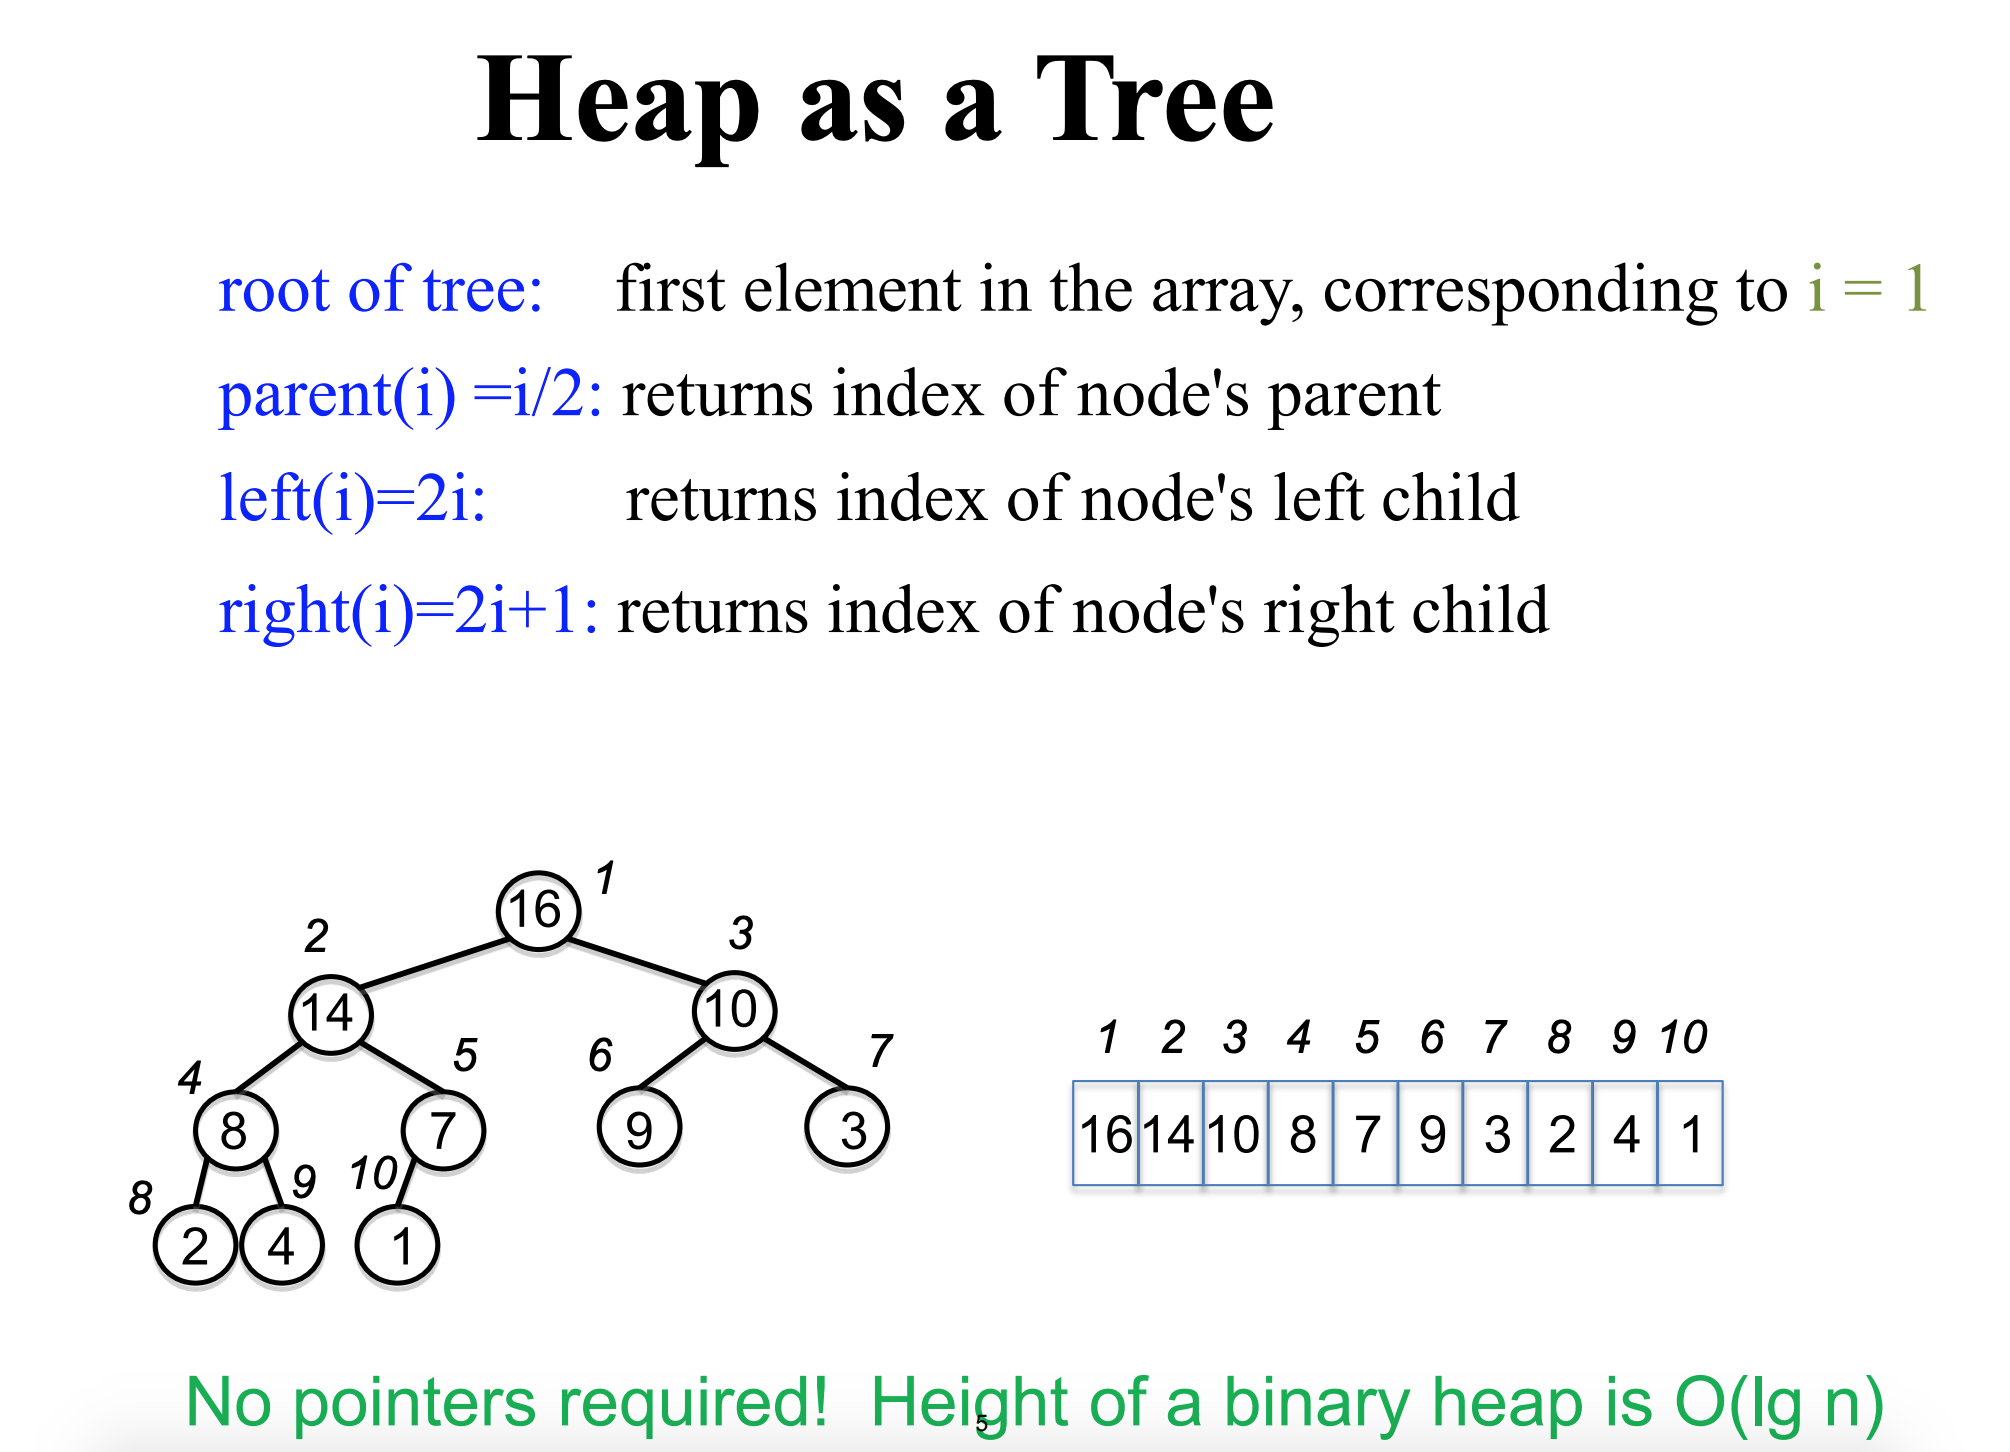 Heap as a Tree
root of tree: first element in the array, corresponding to i = 1
parent(i) =i/2: returns index of node's parent
left(i)=2i: returns index of node's left child
right(i)=2i+1: returns index of node's right child
16 1
2 3
14 10
4 5 6 7
8 7 9 3
8 9 10
2 4 1
1 2 3 4 5 6 7 8 9 10
16 14 10 8 7 9 3 2 4 1
No pointers required! Height of a binary heap is O(lg n)
5